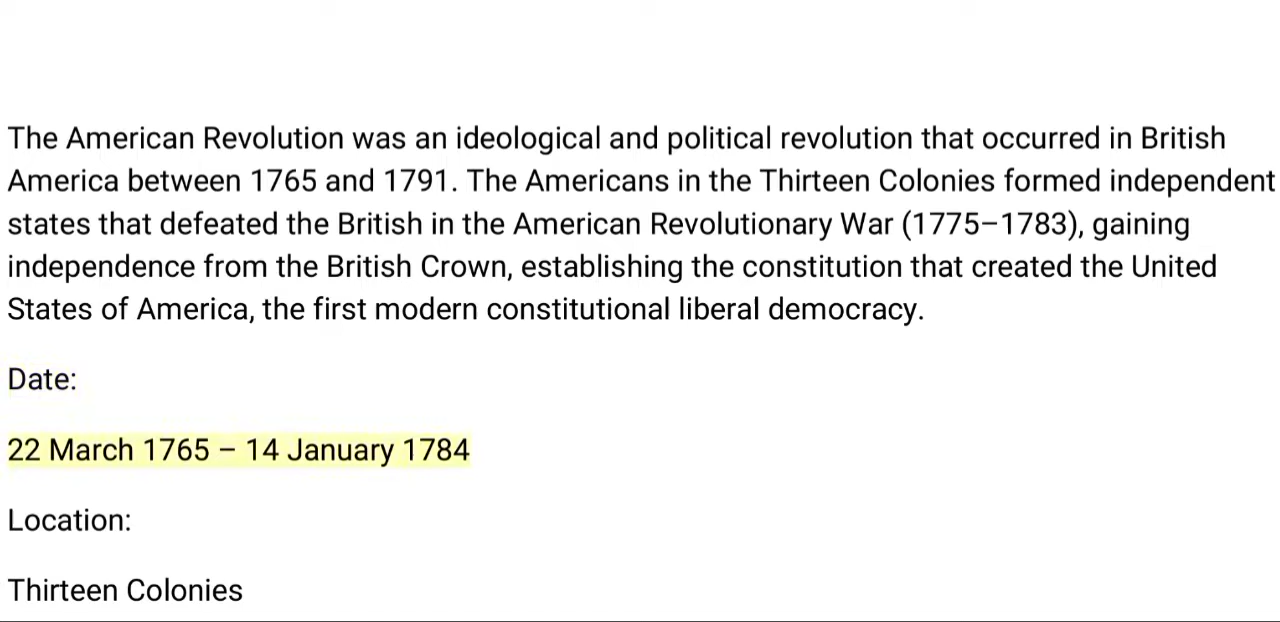 The American Revolution was an ideological and political revolution that occurred in British
America between 1765 and 1791. The Americans in the Thirteen Colonies formed independent
states that defeated the British in the American Revolutionary War (1775–1783), gaining
independence from the British Crown, establishing the constitution that created the United
States of America, the first modern constitutional liberal democracy.
Date:
22 March 1765 – 14 January 1784
Location:
Thirteen Colonies